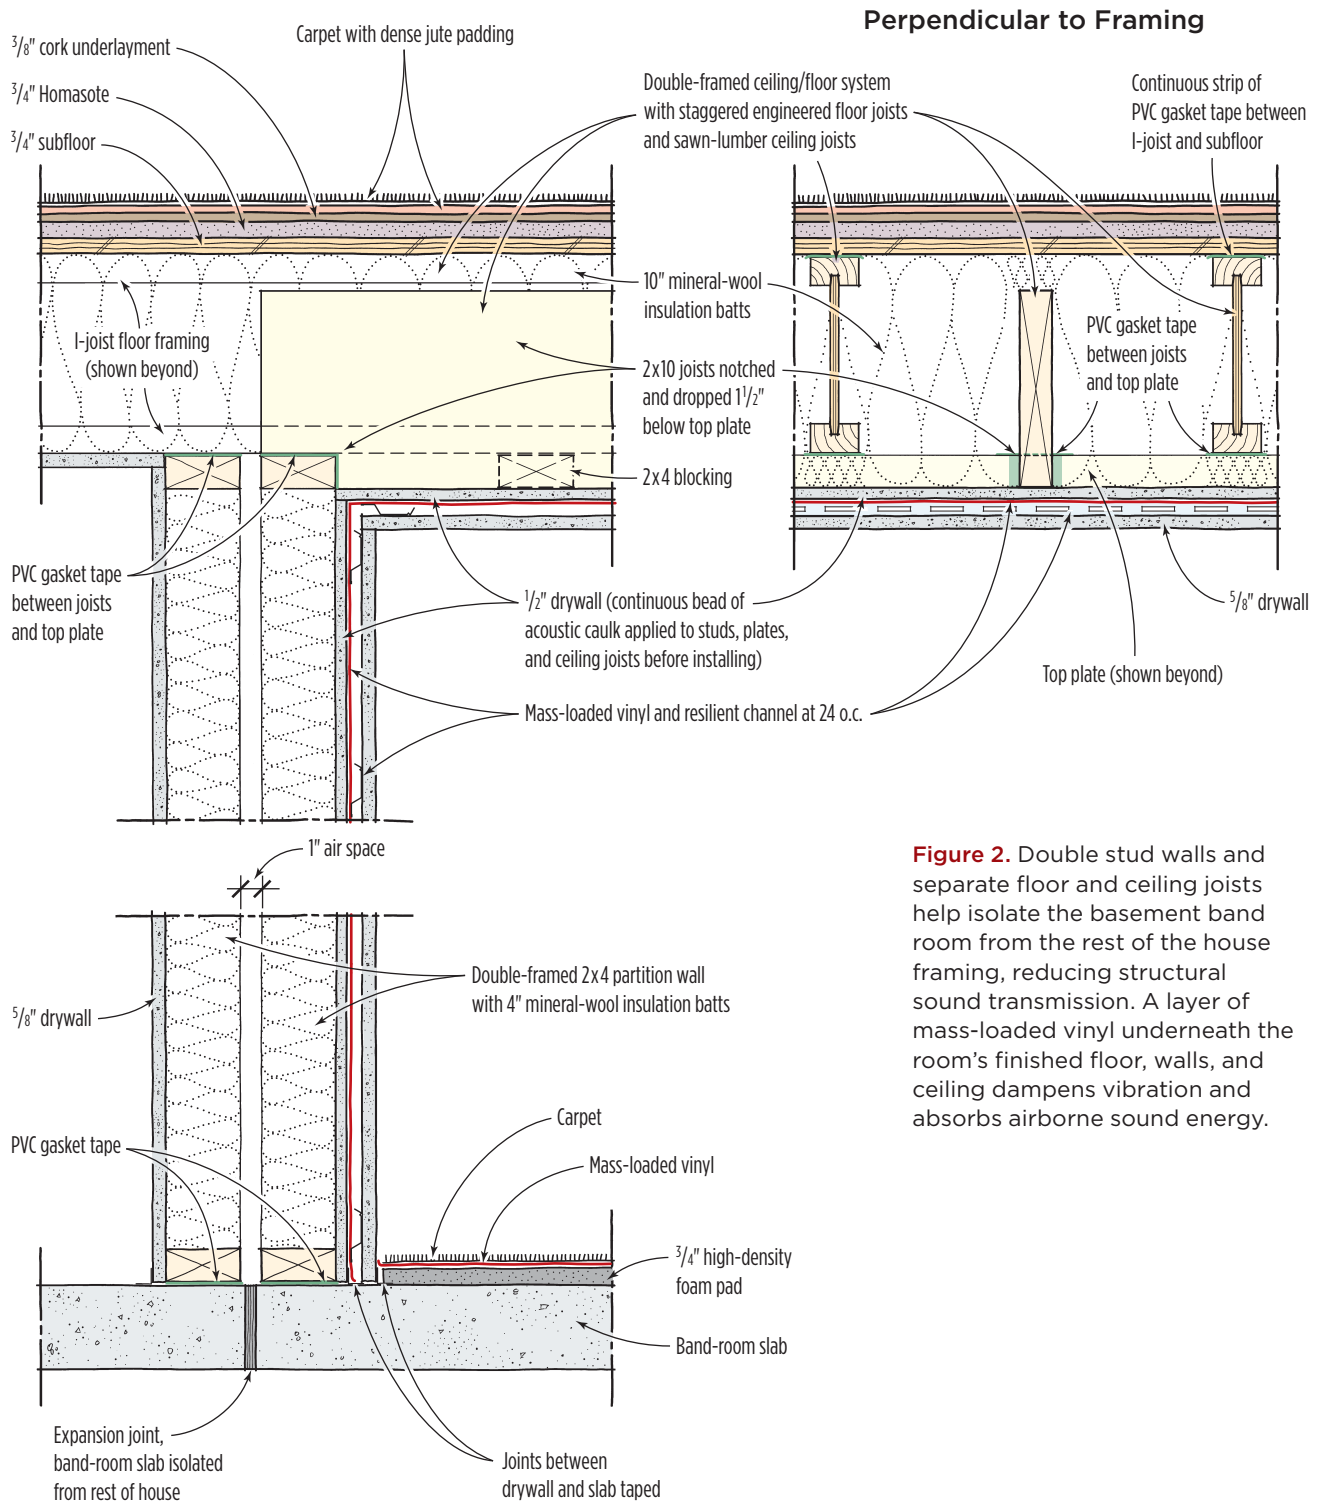 Perpendicular to Framing
3/8" cork underlayment
Carpet with dense jute padding
3/4" Homasote
3/4" subfloor
Double-framed ceiling/floor system
with staggered engineered floor joists
and sawn-lumber ceiling joists
Continuous strip of
PVC gasket tape between
I-joist and subfloor
10" mineral-wool
insulation batts
I-joist floor framing
(shown beyond)
PVC gasket tape
between joists
and top plate
2x10 joists notched
and dropped 1 1/2"
below top plate
2x4 blocking
PVC gasket tape
between joists
and top plate
1/2" drywall (continuous bead of
acoustic caulk applied to studs, plates,
and ceiling joists before installing)
5/8" drywall
Top plate (shown beyond)
Mass-loaded vinyl and resilient channel at 24 o.c.
1" air space
Figure 2. Double stud walls and
separate floor and ceiling joists
help isolate the basement band
room from the rest of the house
framing, reducing structural
sound transmission. A layer of
mass-loaded vinyl underneath the
room's finished floor, walls, and
ceiling dampens vibration and
absorbs airborne sound energy.
Double-framed 2x4 partition wall
with 4" mineral-wool insulation batts
5/8" drywall
Carpet
PVC gasket tape
Mass-loaded vinyl
3/4" high-density
foam pad
Band-room slab
Expansion joint,
band-room slab isolated
from rest of house
Joints between
drywall and slab taped